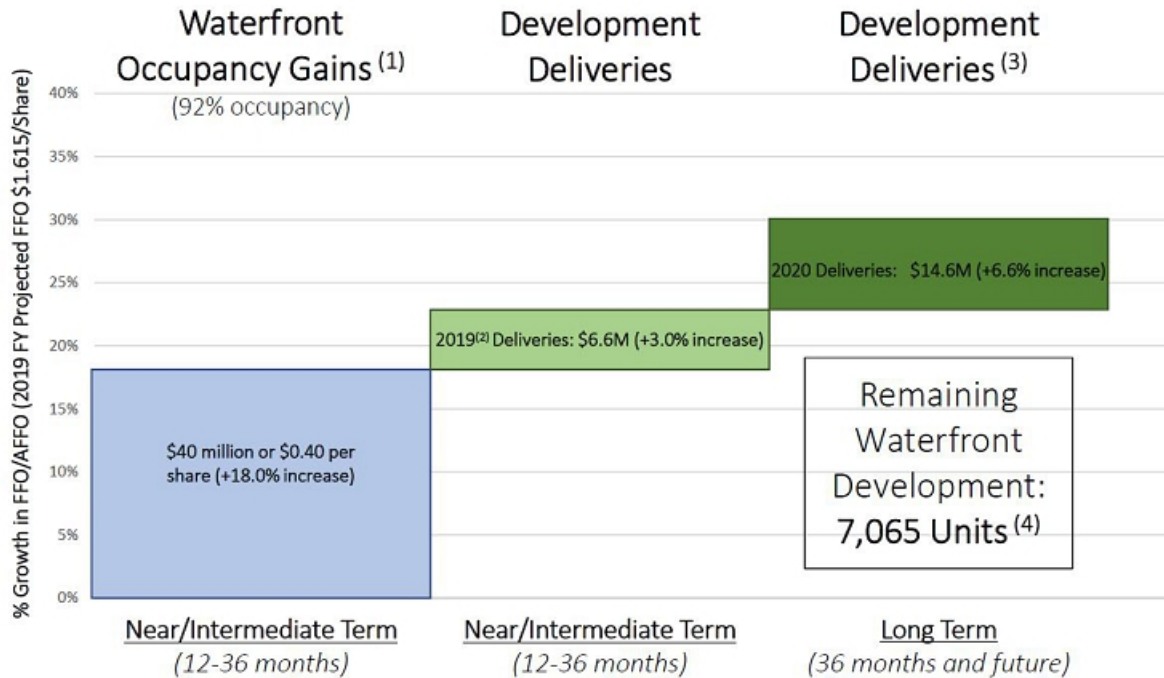 Waterfront
Occupancy Gains (1)
(92% occupancy)
Development
Deliveries
Development
Deliveries (3)
% Growth in FFO/AFFO (2019 FY Projected FFO $1.615/Share)
40%
35%
30%
25%
20%
15%
10%
5%
0%
$40 million or $0.40 per
share (+18.0% increase)
2019(2) Deliveries: $6.6M (+3.0% increase)
2020 Deliveries: $14.6M (+6.6% increase)
Remaining
Waterfront
Development:
7,065 Units (4)
Near/Intermediate Term
(12-36 months)
Near/Intermediate Term
(12-36 months)
Long Term
(36 months and future)